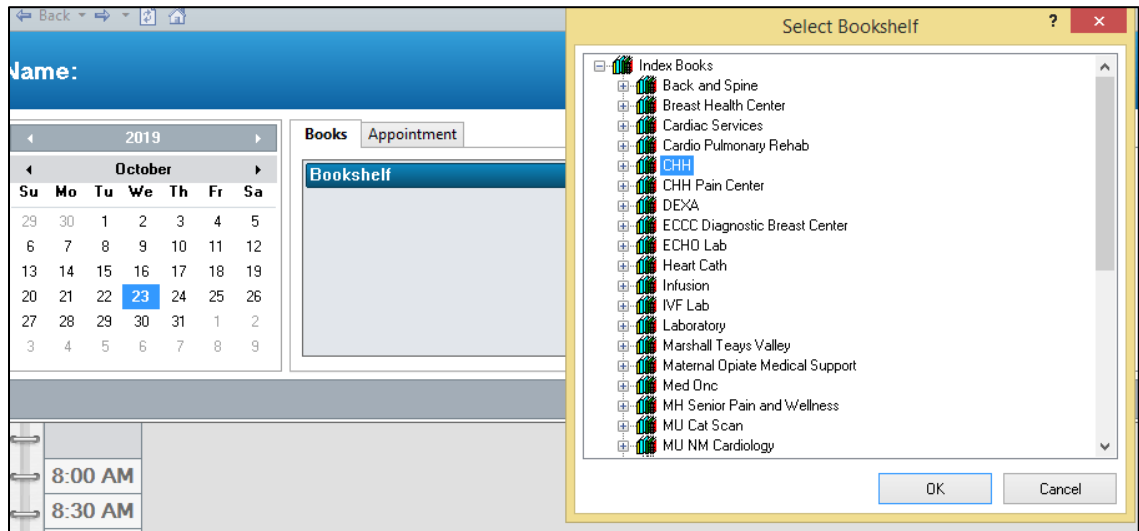 Back
Name:
2019
October
Su Mo Tu We Th Fr Sa
29 30 1 2 3 4 5
6 7 8 9 10 11 12
13 14 15 16 17 18 19
20 21 22 23 24 25 26
27 28 29 30 31 1 2
3 4 5 6 7 8 9
Books Appointment
Bookshelf
8:00 AM
8:30 AM
Select Bookshelf
?
Index Books
Back and Spine
Breast Health Center
Cardiac Services
Cardio Pulmonary Rehab
CHH
CHH Pain Center
DEXA
ECCC Diagnostic Breast Center
ECHO Lab
Heart Cath
Infusion
IVF Lab
Laboratory
Marshall Teays Valley
Maternal Opiate Medical Support
Med Onc
MH Senior Pain and Wellness
MU Cat Scan
MU NM Cardiology
OK Cancel